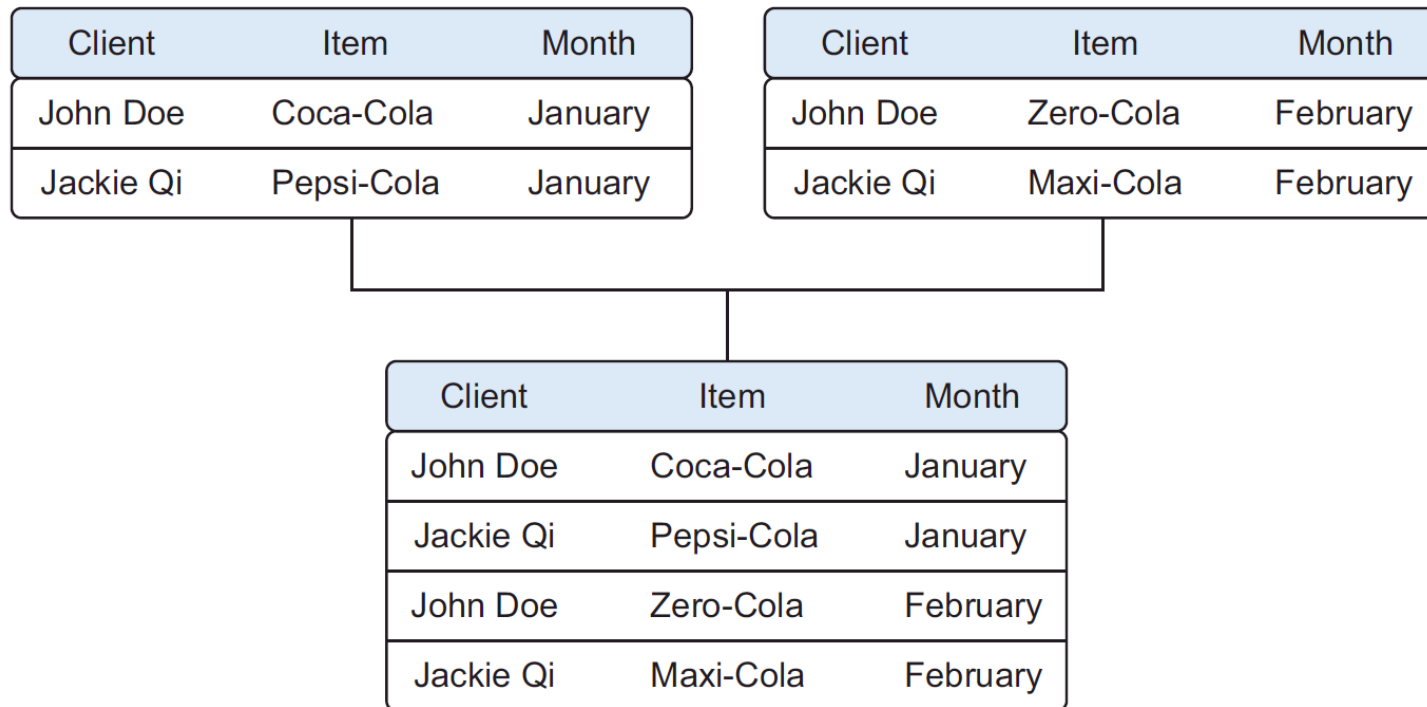 Client Item Month
John Doe Coca-Cola January
Jackie Qi Pepsi-Cola January
Client Item Month
John Doe Zero-Cola February
Jackie Qi Maxi-Cola February
Client Item Month
John Doe Coca-Cola January
Jackie Qi Pepsi-Cola January
John Doe Zero-Cola February
Jackie Qi Maxi-Cola February